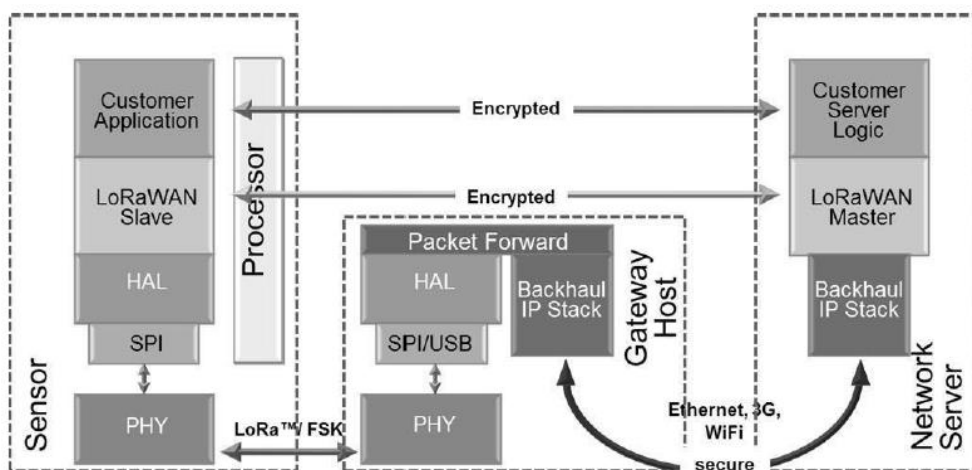 Customer
Application
LoRaWAN
Slave
HAL
SPI
PHY
Processor
Sensor
Encrypted
Encrypted
LoRa™/ FSK
Packet Forward
HAL
SPI/USB
PHY
Backhaul
IP Stack
Gateway
Host
Ethernet, 3G,
WiFi
secure
Customer
Server
Logic
LoRaWAN
Master
Backhaul
IP Stack
Network
Server